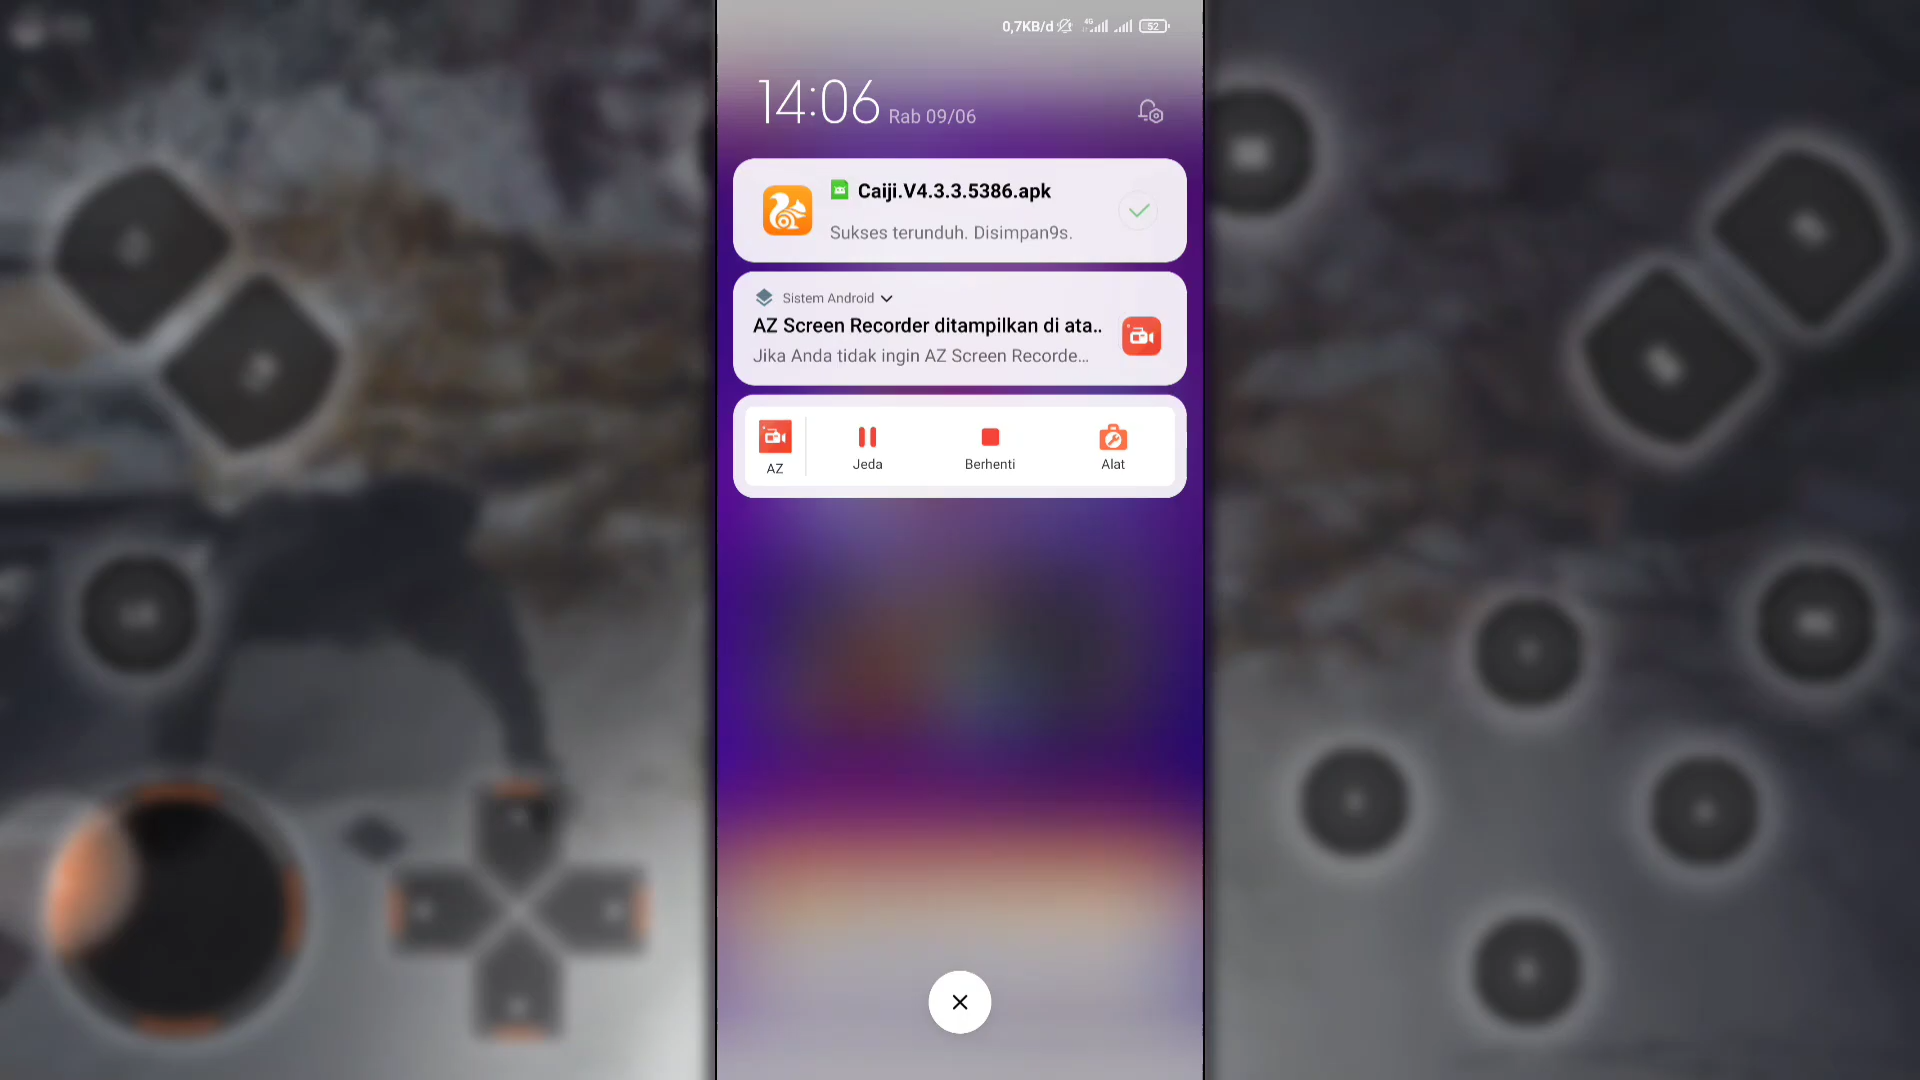 0,7KB/d 4G 52
14:06 Rab 09/06
Caiji.V4.3.3.5386.apk
Sukses terunduh. Disimpan9s.
Sistem Android
AZ Screen Recorder ditampilkan di ata..
Jika Anda tidak ingin AZ Screen Recorde...
AZ
Jeda
Berhenti
Alat